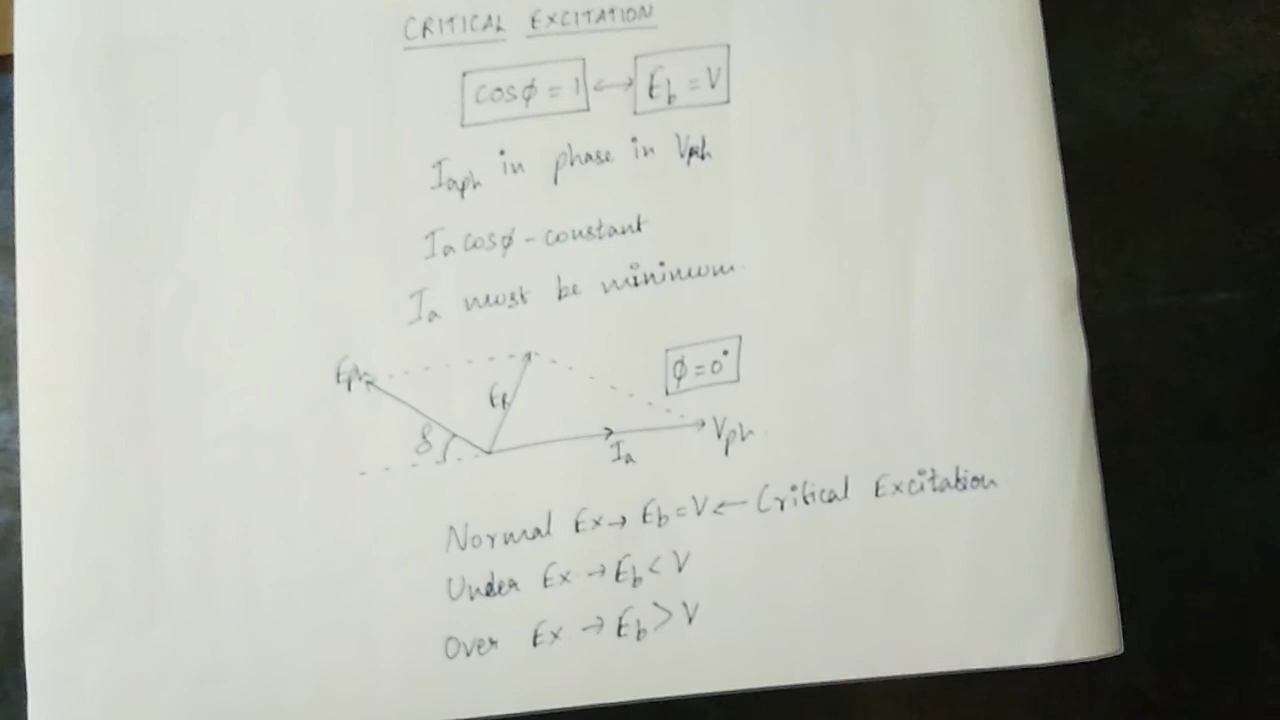 CRITICAL EXCITATION
cosϕ = 1 ↔ Eb = V
Iaph in phase in Vph
Ia cosϕ - constant
Ia must be minimum
Eph
ER
ϕ = 0°
δ
Ia
Vph
Normal Ex → Eb = V ← Critical Excitation
Under Ex → Eb < V
Over Ex. → Eb > V